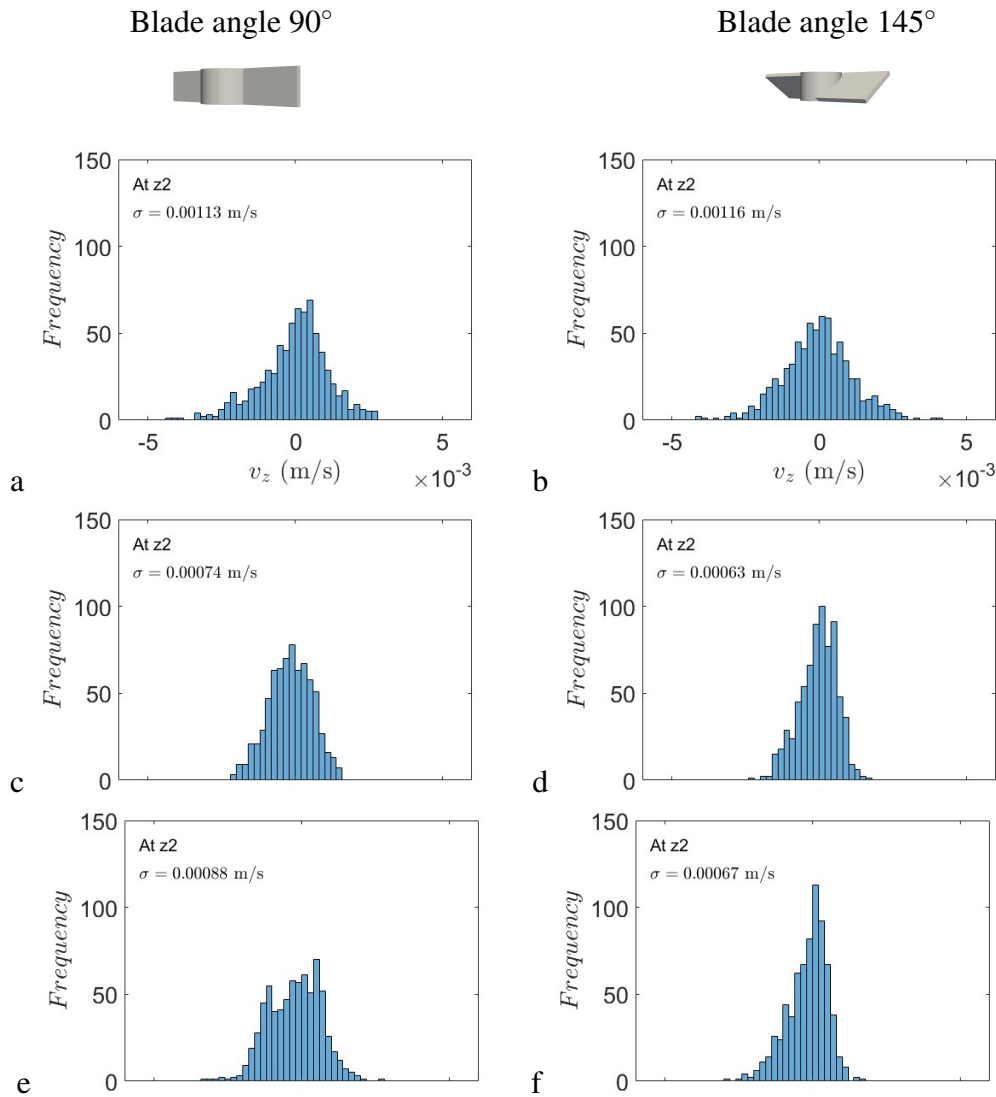 Blade angle 90° Blade angle 145°
150
100
50
0
Frequency
At z2
σ = 0.00113 m/s
-5 0 5
v_z (m/s)
×10⁻³
a
150
100
50
0
Frequency
At z2
σ = 0.00116 m/s
-5 0 5
v_z (m/s)
×10⁻³
b
150
100
50
0
Frequency
At z2
σ = 0.00074 m/s
c
150
100
50
0
Frequency
At z2
σ = 0.00063 m/s
d
150
100
50
0
Frequency
At z2
σ = 0.00088 m/s
e
150
100
50
0
Frequency
At z2
σ = 0.00067 m/s
f